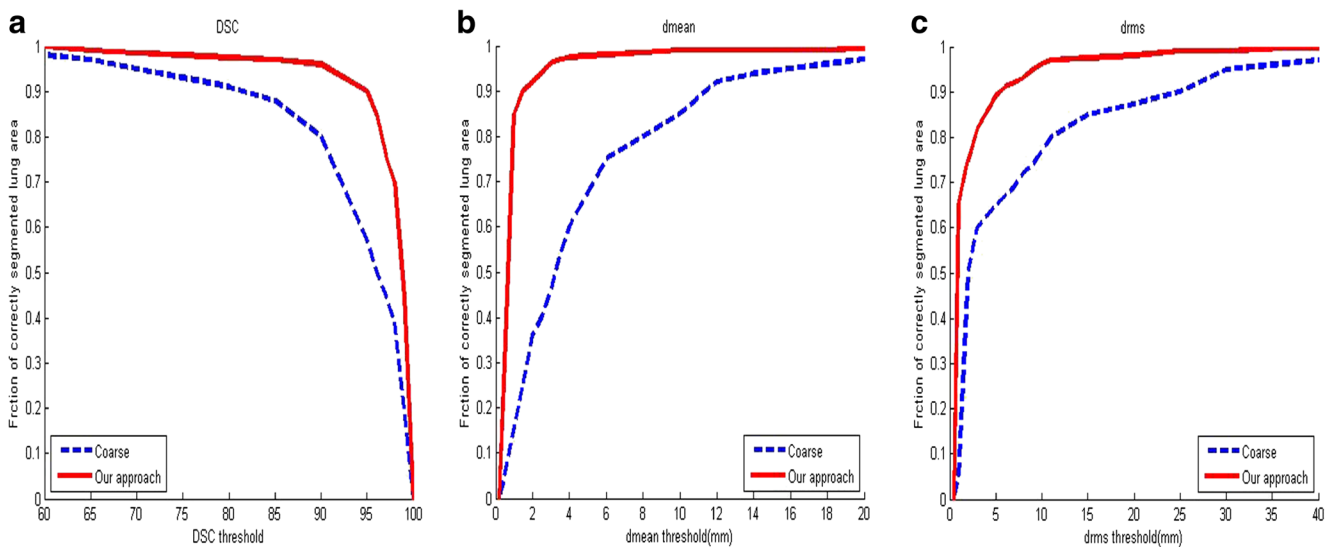 a
DSC
Frction of correctly segmented lung area
1
0.9
0.8
0.7
0.6
0.5
0.4
0.3
0.2
0.1
0
Coarse
Our approach
60 65 70 75 80 85 90 95 100
DSC threshold
b
dmean
Frction of correctly segmented lung area
1
0.9
0.8
0.7
0.6
0.5
0.4
0.3
0.2
0.1
0
Coarse
Our approach
0 2 4 6 8 10 12 14 16 18 20
dmean threshold(mm)
c
drms
Frction of correctly segmented lung area
1
0.9
0.8
0.7
0.6
0.5
0.4
0.3
0.2
0.1
0
Coarse
Our approach
0 5 10 15 20 25 30 35 40
drms threshold(mm)